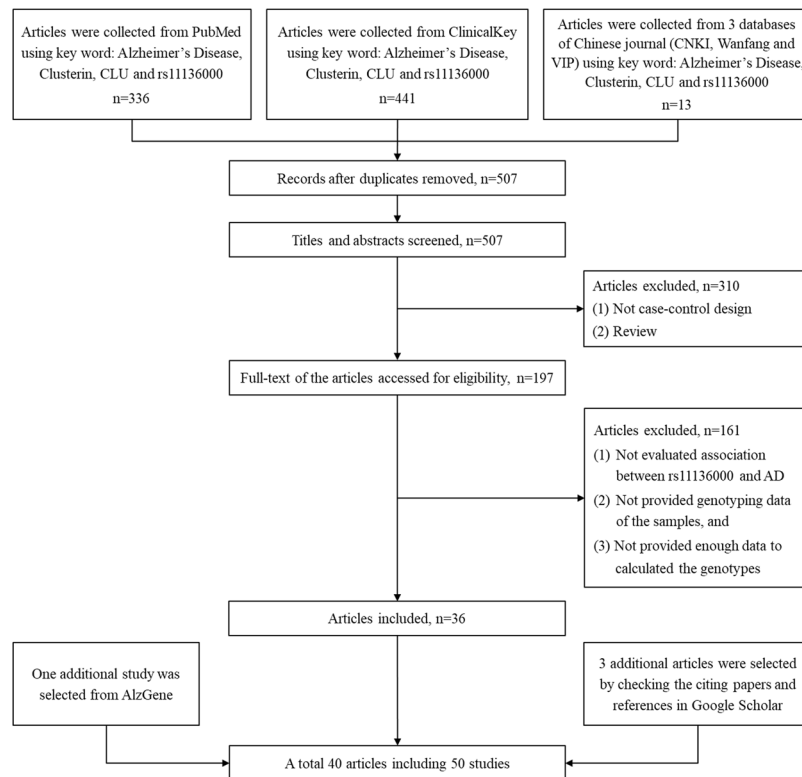 Articles were collected from PubMed
using key word: Alzheimer's Disease,
Clusterin, CLU and rs11136000
n=336
Articles were collected from ClinicalKey
using key word: Alzheimer's Disease,
Clusterin, CLU and rs11136000
n=441
Articles were collected from 3 databases
of Chinese journal (CNKI, Wanfang and
VIP) using key word: Alzheimer's Disease,
Clusterin, CLU and rs11136000
n=13
Records after duplicates removed, n=507
Titles and abstracts screened, n=507
Articles excluded, n=310
(1) Not case-control design
(2) Review
Full-text of the articles accessed for eligibility, n=197
Articles excluded, n=161
(1) Not evaluated association
between rs11136000 and AD
(2) Not provided genotyping data
of the samples, and
(3) Not provided enough data to
calculated the genotypes
Articles included, n=36
One additional study was
selected from AlzGene
3 additional articles were selected
by checking the citing papers and
references in Google Scholar
A total 40 articles including 50 studies